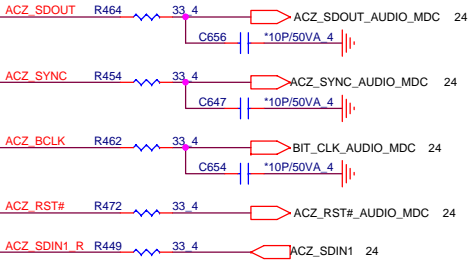 ACZ_SDOUT R464 33_4 ACZ_SDOUT_AUDIO_MDC 24
C656 *10P/50VA_4
ACZ_SYNC R454 33_4 ACZ_SYNC_AUDIO_MDC 24
C647 *10P/50VA_4
ACZ_BCLK R462 33_4 BIT_CLK_AUDIO_MDC 24
C654 *10P/50VA_4
ACZ_RST# R472 33_4 ACZ_RST#_AUDIO_MDC 24
ACZ_SDIN1_R R449 33_4 ACZ_SDIN1 24